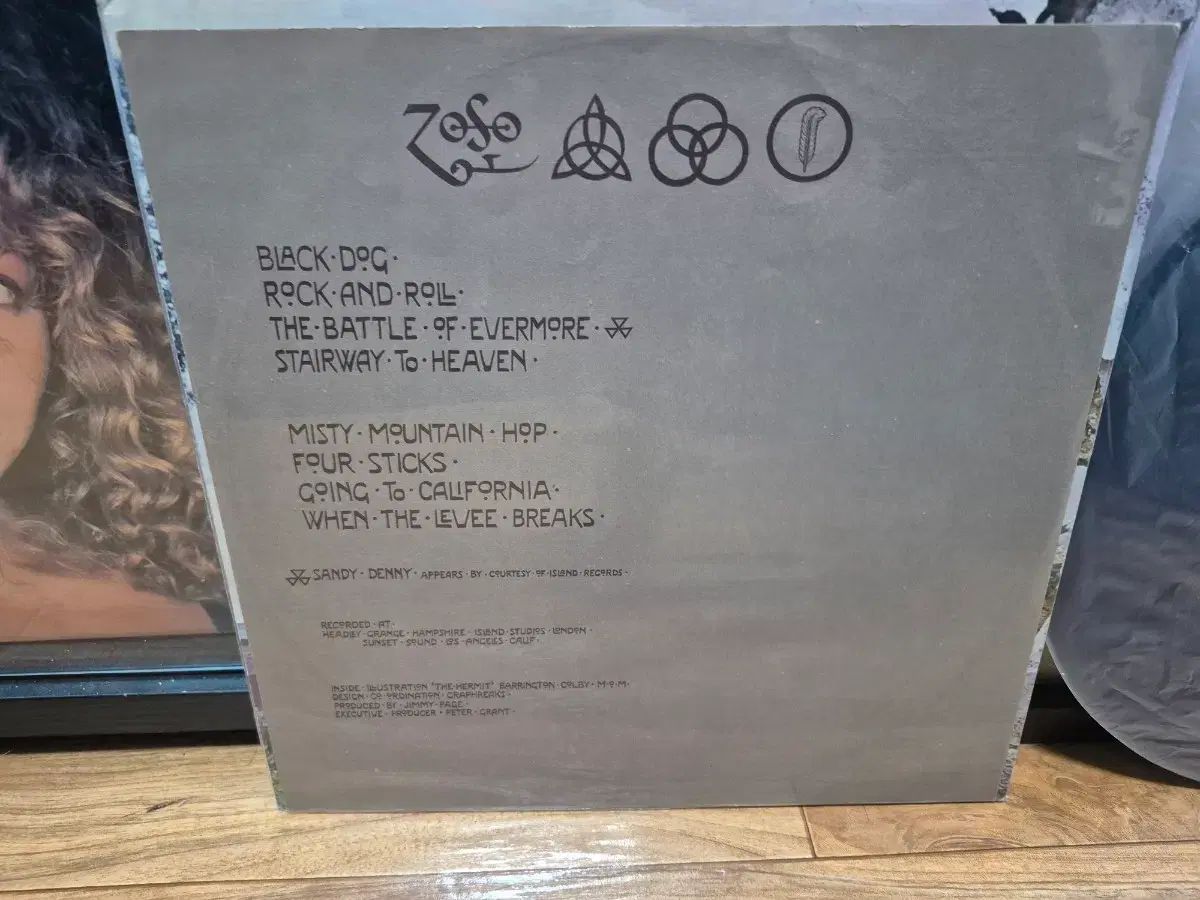 BLACK·DOG·
ROCK·AND·ROLL·
THE·BATTLE·OF·EVERMORE·
STAIRWAY·TO·HEAVEN·
MISTY·MOUNTAIN·HOP·
FOUR·STICKS·
GOING·TO·CALIFORNIA·
WHEN·THE·LEVEE·BREAKS·
SANDY·DENNY·APPEARS·BY·COURTESY·OF·ISLAND·RECORDS·
RECORDED·AT·
HEADLEY·GRANGE·HAMPSHIRE·ISLAND·STUDIOS·LONDON·
SUNSET·SOUND·LOS·ANGELES·CALIF·
INSIDE·ILLUSTRATION "THE·HERMIT" BARRINGTON·COLBY·M·O·M·
DESIGN·CO·ORDINATION·GRAPHREAKS·
PRODUCED·BY·JIMMY·PAGE·
EXECUTIVE·PRODUCER·PETER·GRANT·